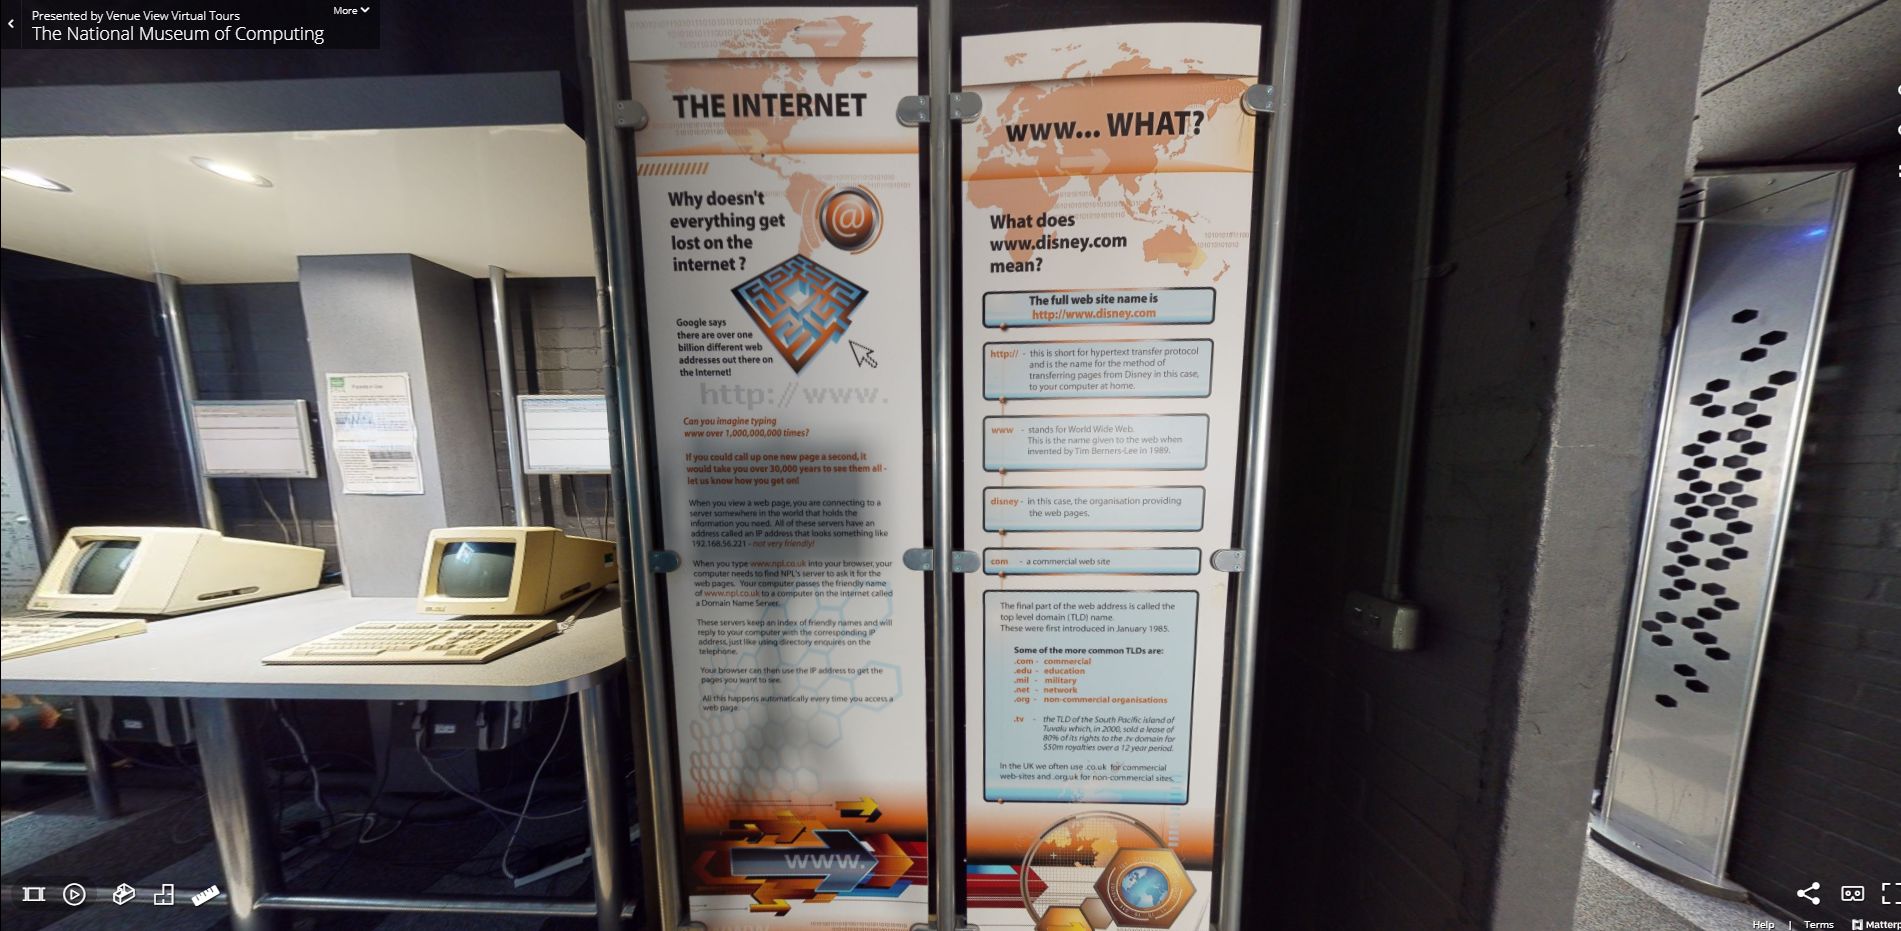 Presented by Venue View Virtual Tours
The National Museum of Computing
More
THE INTERNET
Why doesn't
everything get
lost on the
internet ?
@
Google says
there are over one
billion different web
addresses out there on
the Internet!
http://www.
Can you imagine typing
www over 1,000,000,000 times?
If you could call up one new page a second, it
would take you over 30,000 years to see them all -
let us know how you get on!
When you view a web page, you are connecting to a
server somewhere in the world that holds the
information you need. All of these servers have an
address called an IP address that looks something like
192.168.56.221 - not very friendly!
When you type www.npl.co.uk into your browser, your
computer needs to find NPL's server to ask it for the
web pages. Your computer passes the friendly name
of www.npl.co.uk to a computer on the internet called
a Domain Name Server.
These servers keep an index of friendly names and will
reply to your computer with the corresponding IP
address, just like using directory enquires on the
telephone.
Your browser can then use the IP address to get the
pages you want to see.
All this happens automatically every time you access a
web page.
www.
www... WHAT?
What does
www.disney.com
mean?
The full web site name is
http://www.disney.com
http:// - this is short for hypertext transfer protocol
and is the name for the method of
transferring pages from Disney in this case,
to your computer at home.
www - stands for World Wide Web.
This is the name given to the web when
invented by Tim Berners-Lee in 1989.
disney - in this case, the organisation providing
the web pages.
com - a commercial web site
The final part of the web address is called the
top level domain (TLD) name.
These were first introduced in January 1985.
Some of the more common TLDs are:
.com - commercial
.edu - education
.mil - military
.net - network
.org - non-commercial organisations
.tv - the TLD of the South Pacific island of
Tuvalu which, in 2000, sold a lease of
80% of its rights to the .tv domain for
$50m royalties over a 12 year period.
In the UK we often use .co.uk for commercial
web-sites and .org.uk for non-commercial sites.
Help | Terms